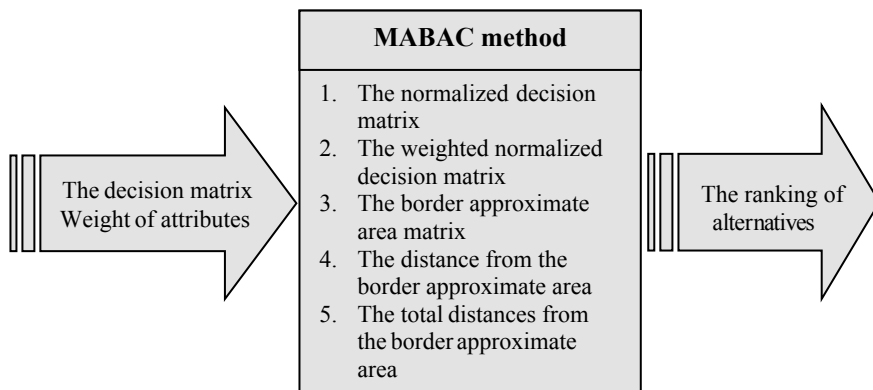 The decision matrix
Weight of attributes
MABAC method
1. The normalized decision
matrix
2. The weighted normalized
decision matrix
3. The border approximate
area matrix
4. The distance from the
border approximate area
5. The total distances from
the border approximate
area
The ranking of
alternatives